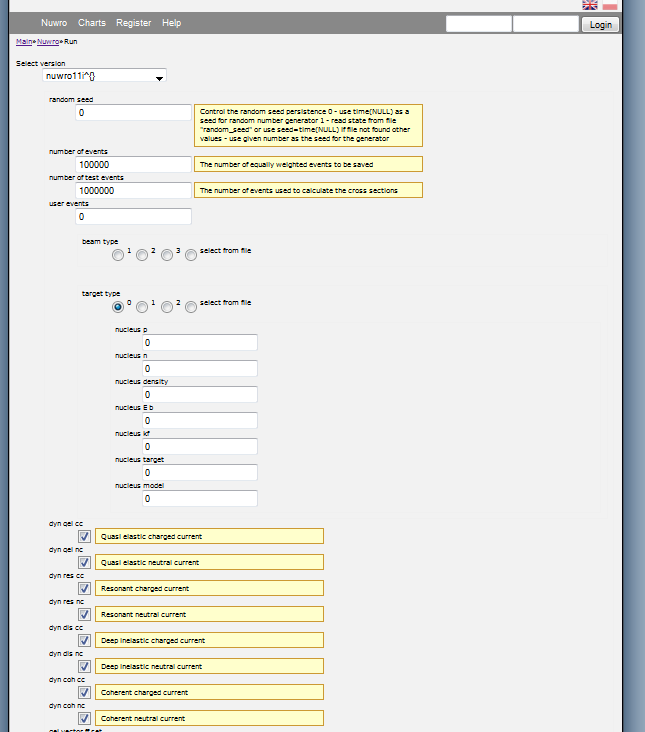 Nuwro Charts Register Help Login
Main»Nuwro»Run
Select version
nuwro11i^{}
random seed
0
Control the random seed persistence 0 - use time(NULL) as a
seed for random number generator 1 - read state from file
"random_seed" or use seed=time(NULL) if file not found other
values - use given number as the seed for the generator
number of events
100000
The number of equally weighted events to be saved
number of test events
1000000
The number of events used to calculate the cross sections
user events
0
beam type
1 2 3 select from file
target type
0 1 2 select from file
nucleus p
0
nucleus n
0
nucleus density
0
nucleus E b
0
nucleus kf
0
nucleus target
0
nucleus model
0
dyn qel cc
Quasi elastic charged current
dyn qel nc
Quasi elastic neutral current
dyn res cc
Resonant charged current
dyn res nc
Resonant neutral current
dyn dis cc
Deep inelastic charged current
dyn dis nc
Deep inelastic neutral current
dyn coh cc
Coherent charged current
dyn coh nc
Coherent neutral current
qel vector ff set